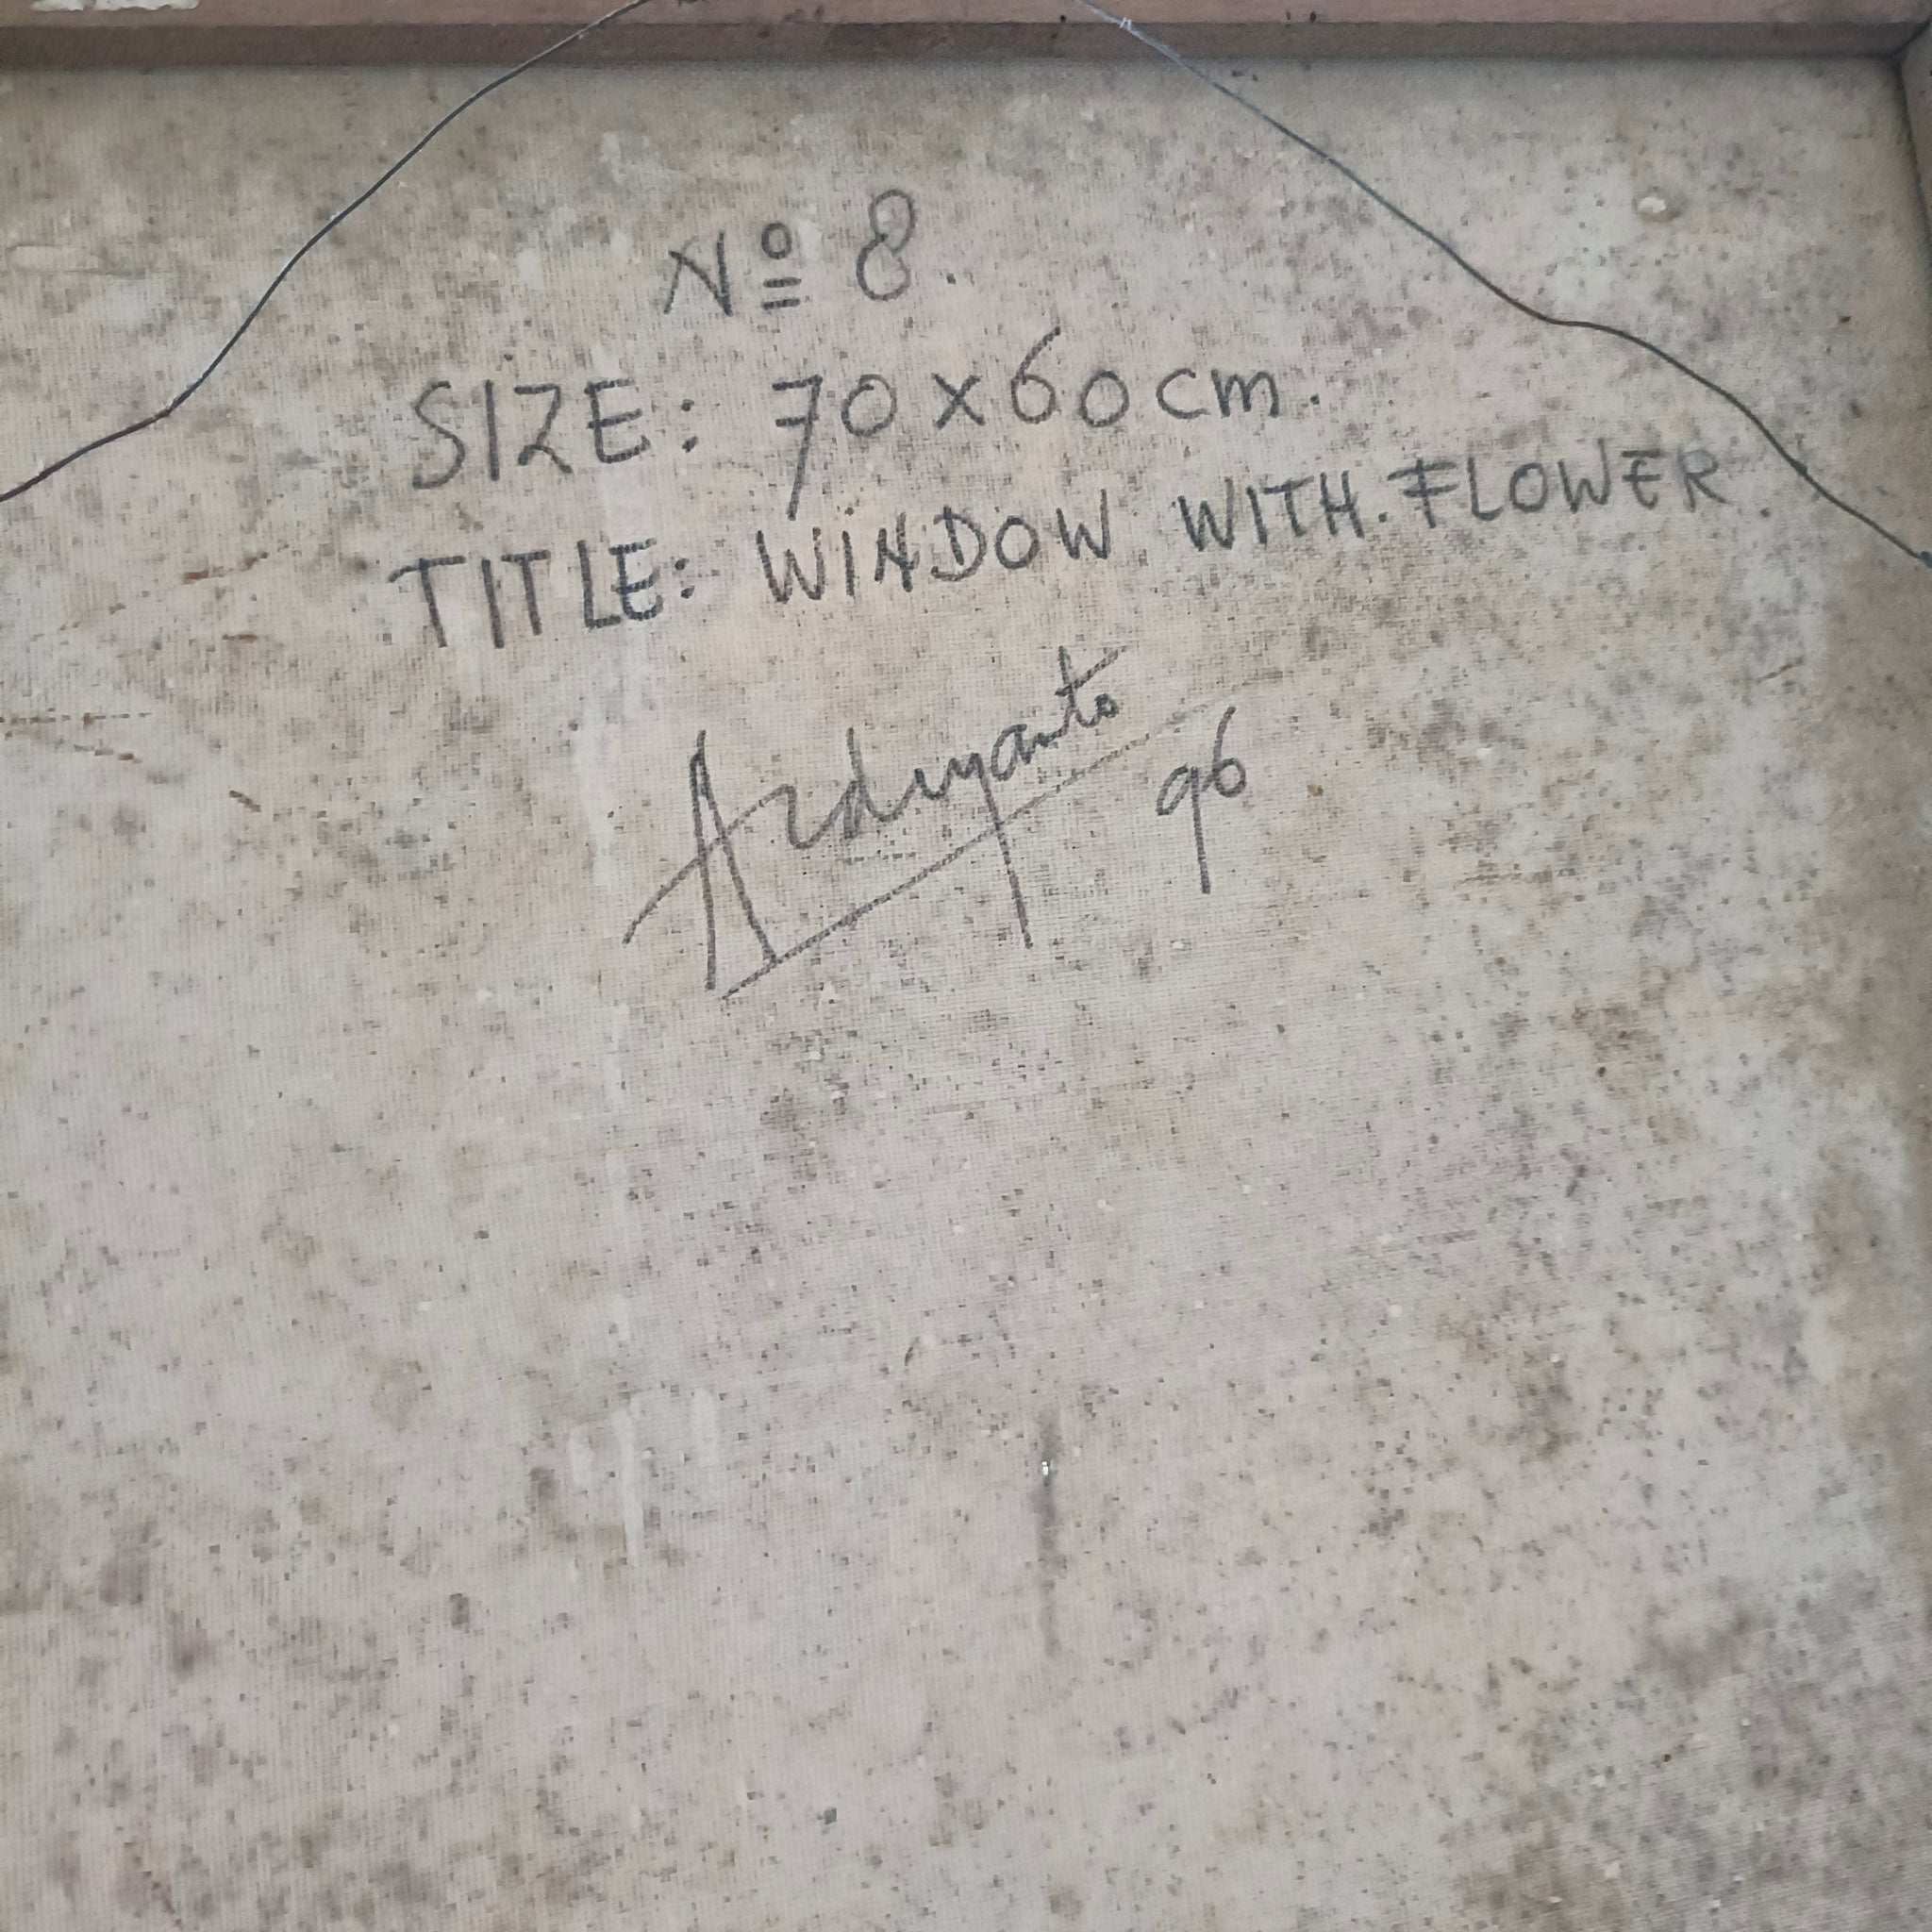 Nº 8.
SIZE: 70 x 60 cm.
TITLE: WINDOW WITH. FLOWER.
Ardiyanto
96